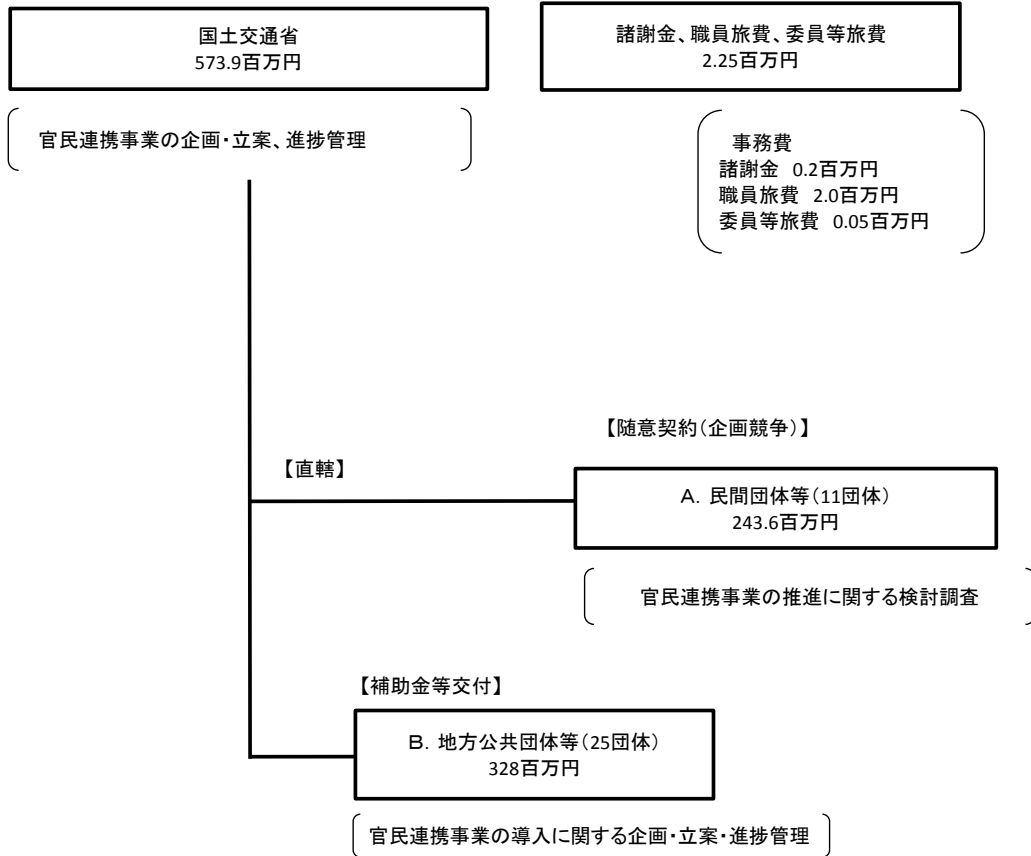 国土交通省
573.9百万円
諸謝金、職員旅費、委員等旅費
2.25百万円
官民連携事業の企画・立案、進捗管理
事務費
諸謝金 0.2百万円
職員旅費 2.0百万円
委員等旅費 0.05百万円
【随意契約（企画競争）】
【直轄】
A. 民間団体等（11団体）
243.6百万円
官民連携事業の推進に関する検討調査
【補助金等交付】
B. 地方公共団体等（25団体）
328百万円
官民連携事業の導入に関する企画・立案・進捗管理